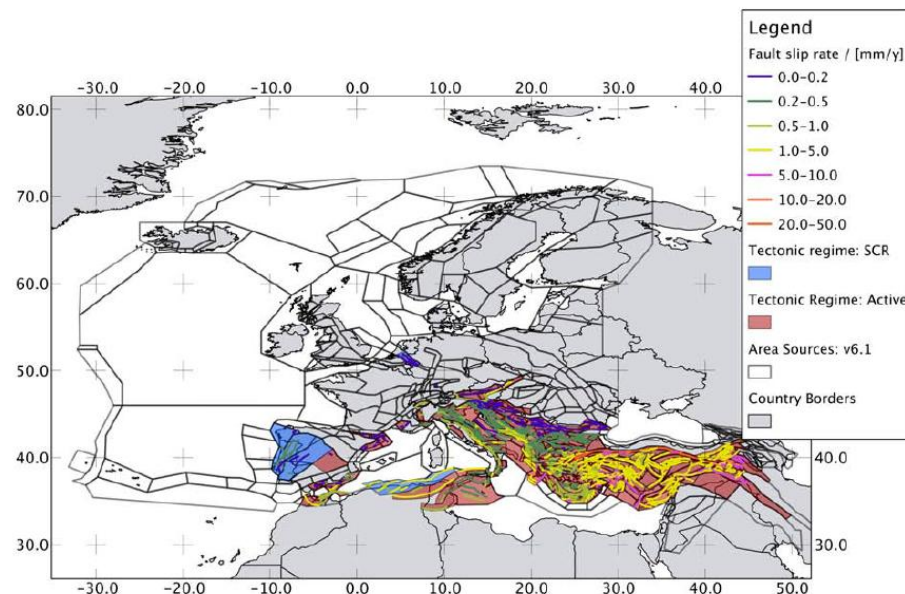 Legend
Fault slip rate / [mm/y]
0.0-0.2
0.2-0.5
0.5-1.0
1.0-5.0
5.0-10.0
10.0-20.0
20.0-50.0
Tectonic regime: SCR
Tectonic Regime: Active
Area Sources: v6.1
Country Borders
-30.0 -20.0 -10.0 0.0 10.0 20.0 30.0 40.0
80.0
70.0
60.0
50.0
40.0 40.0
30.0 30.0
-30.0 -20.0 -10.0 0.0 10.0 20.0 30.0 40.0 50.0